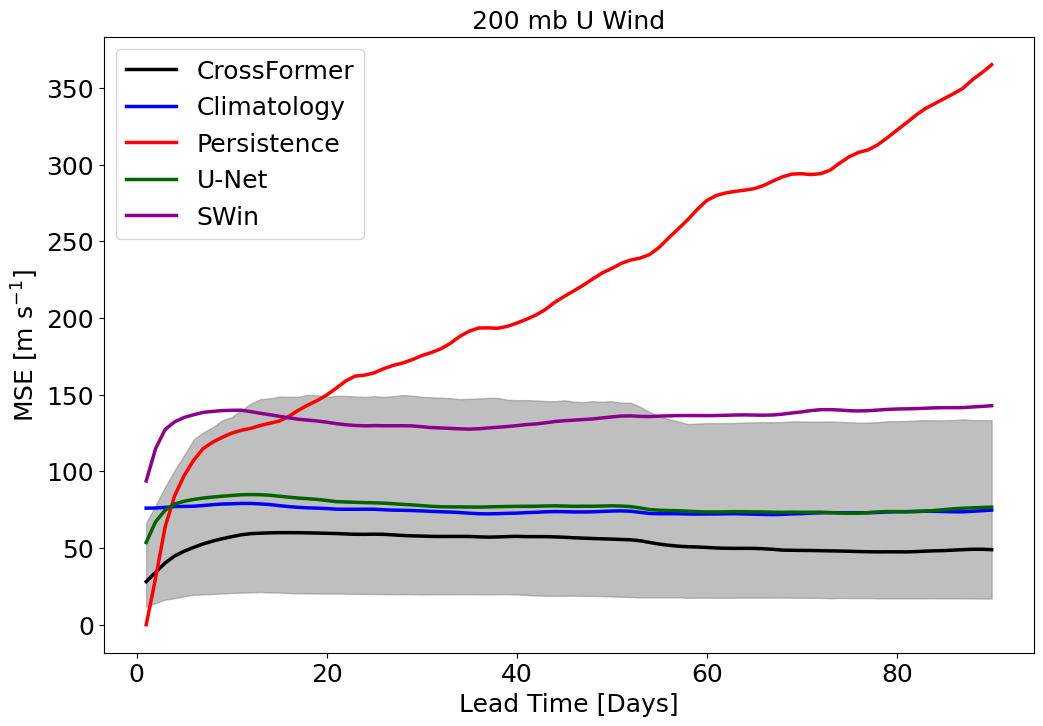 200 mb U Wind
CrossFormer
Climatology
Persistence
U-Net
SWin
MSE [m s⁻¹]
350
300
250
200
150
100
50
0
0 20 40 60 80
Lead Time [Days]